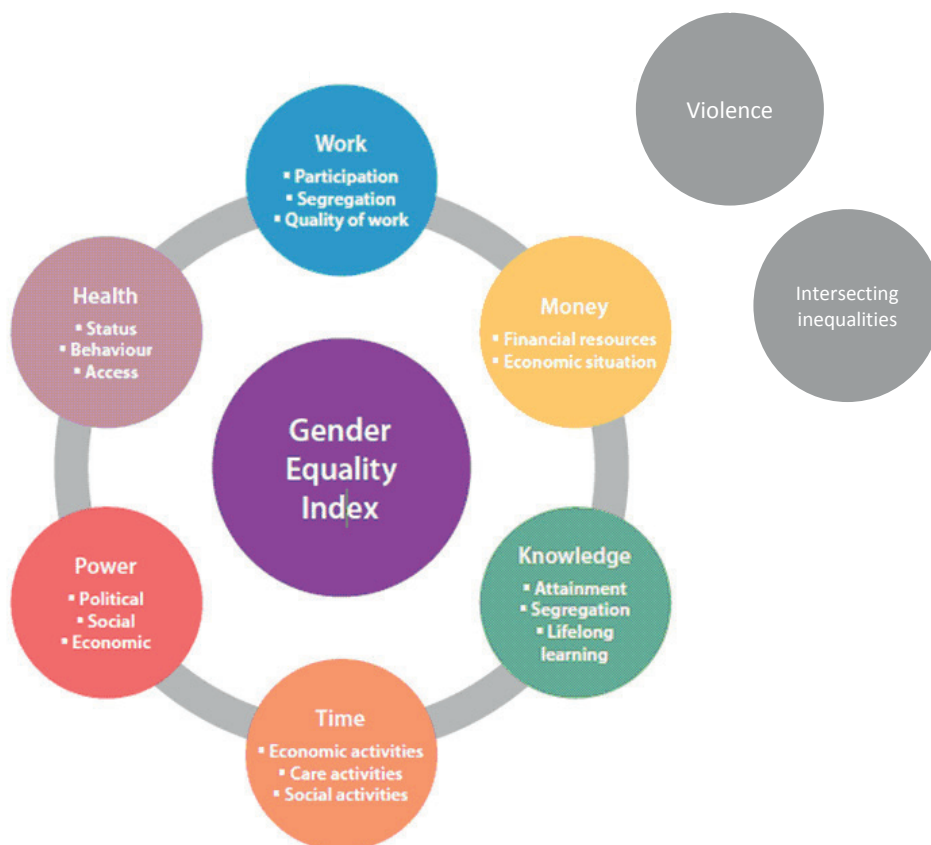 Violence
Work
▪ Participation
▪ Segregation
▪ Quality of work
Intersecting
inequalities
Money
▪ Financial resources
▪ Economic situation
Health
▪ Status
▪ Behaviour
▪ Access
Gender
Equality
Index
Knowledge
▪ Attainment
▪ Segregation
▪ Lifelong
learning
Power
▪ Political
▪ Social
▪ Economic
Time
▪ Economic activities
▪ Care activities
▪ Social activities